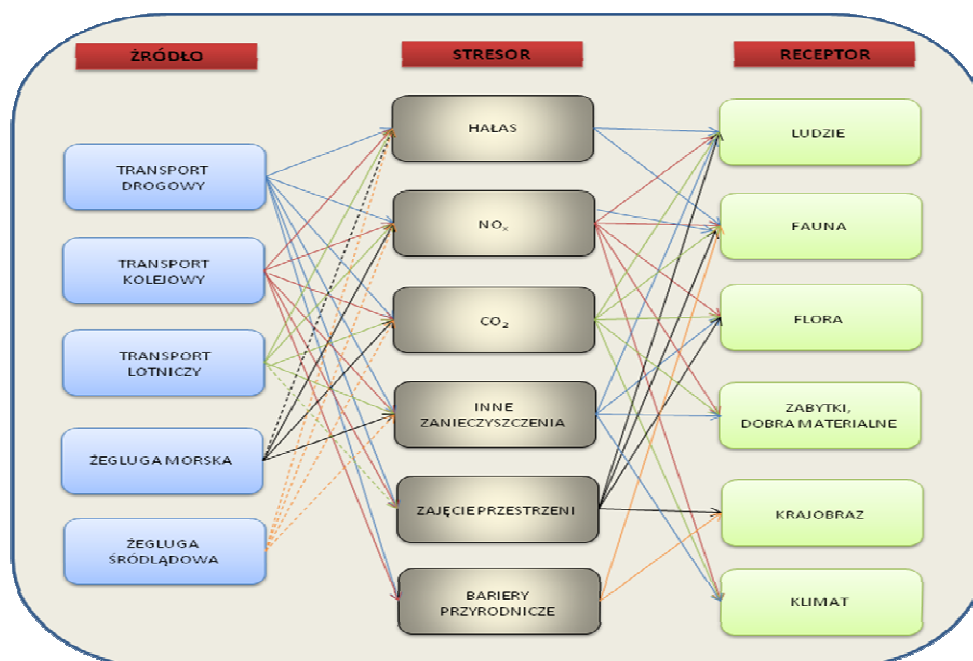 ŻRÓDŁO
STRESOR
RECEPTOR
TRANSPORT
DROGOWY
TRANSPORT
KOLEJOWY
TRANSPORT
LOTNICZY
ŻEGLUGA MORSKA
ŻEGLUGA
ŚRÓDLĄDOWA
HAŁAS
NOₓ
CO₂
INNE
ZANIECZYSZCZENIA
ZAJĘCIE PRZESTRZENI
BARIERY
PRZYRODNICZE
LUDZIE
FAUNA
FLORA
ZABYTKI,
DOBRA MATERIALNE
KRAJOBRAZ
KLIMAT